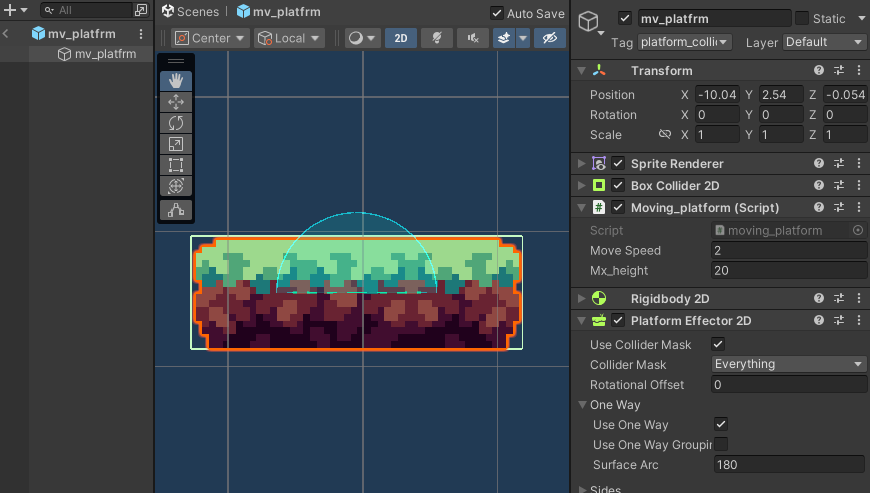 All
mv_platfrm
mv_platfrm
Scenes | mv_platfrm
Auto Save
Center Local 2D
mv_platfrm Static
Tag platform_colli Layer Default
Transform
Position X -10.04 Y 2.54 Z -0.054
Rotation X 0 Y 0 Z 0
Scale X 1 Y 1 Z 1
Sprite Renderer
Box Collider 2D
Moving_platform (Script)
Script moving_platform
Move Speed 2
Mx_height 20
Rigidbody 2D
Platform Effector 2D
Use Collider Mask
Collider Mask Everything
Rotational Offset 0
One Way
Use One Way
Use One Way Groupin
Surface Arc 180
Sides